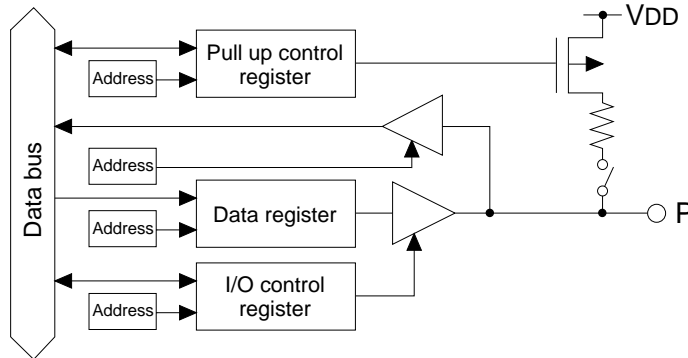 VDD
Pull up control
register
Address
Address
Data bus
Data register
Address
P
I/O control
register
Address